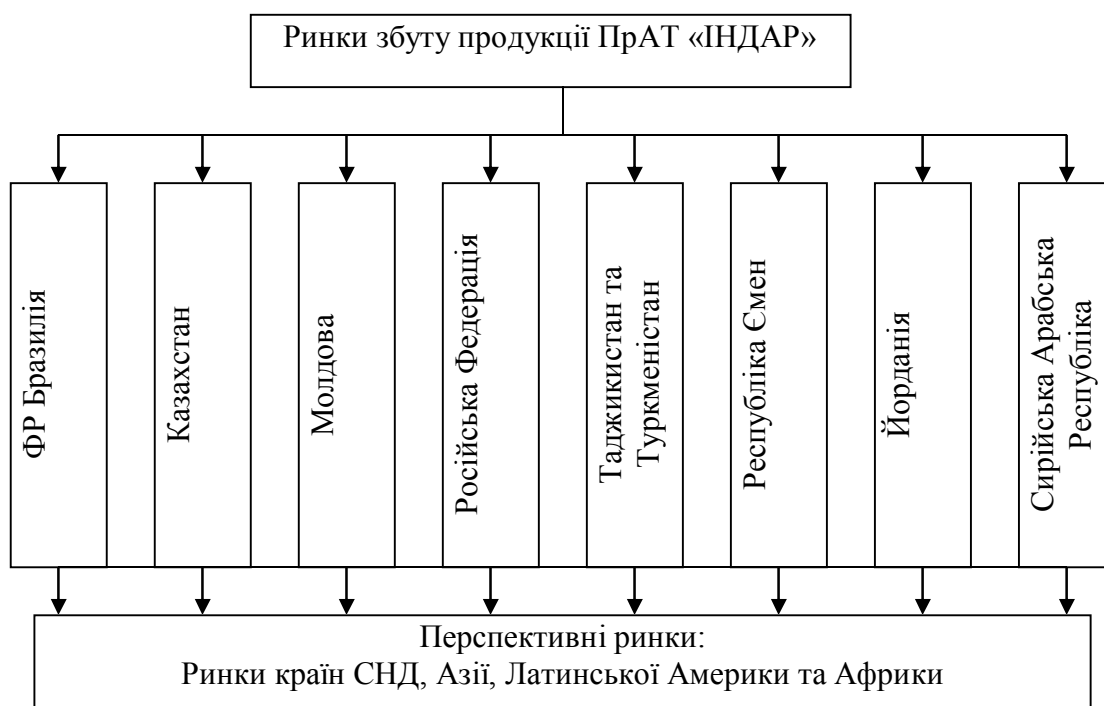 Ринки збуту продукції ПрАТ «ІНДАР»
ФР Бразилія
Казахстан
Молдова
Російська Федерація
Таджикистан та
Туркменістан
Республіка Ємен
Йорданія
Сирійська Арабська
Республіка
Перспективні ринки:
Ринки країн СНД, Азії, Латинської Америки та Африки